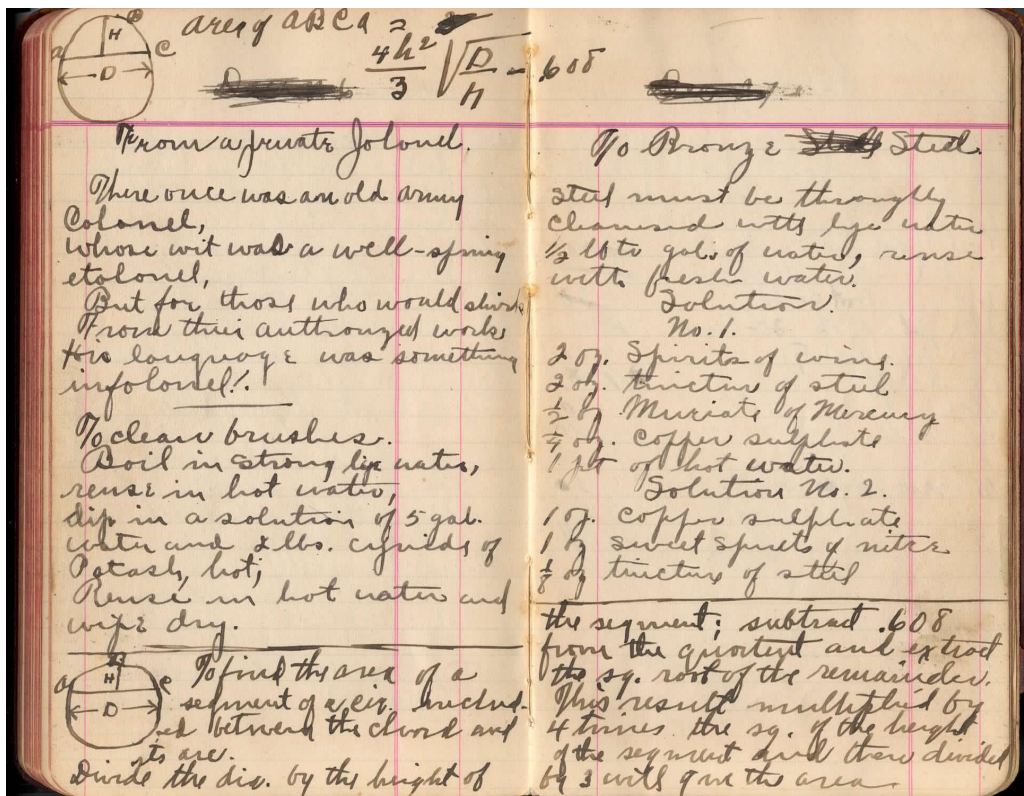 area of ABCA = 4h²/3 √D/H - .608
B
H
a
C
D
From a private Jolonel.
There once was an old army
Colonel,
whose wit was a well-spring
etolonel,
But for those who would shirk
From their authorized work
His language was something
infolonel!.
To clean brushes.
Boil in strong lye water,
rense in hot water,
dip in a solution of 5 gal.
water and 2 lbs. cynide of
Potash, hot,
Rense in hot water and
wipe dry.
B
H
a
c
D
To find the area of a
segment of a cir. includ-
ed between the chord and
its arc.
Divide the dia. by the height of
To Bronze Steel.
Steel must be throughly
cleansed with lye water
1/2 lb to gal. of water, rense
with fresh water.
Solution.
No. 1.
2 oz. Spirits of wine.
2 oz. tinctur of steel
1/2 oz. Muriate of Mercury
1/4 oz. Copper sulphate
1 pt of hot water.
Solution No. 2.
1 oz. Copper sulphate
1 oz sweet spirets of nitre
1/8 oz tincture of steel
the segment; subtract .608
from the quotient and extract
the sq. root of the remainder.
This result multiplied by
4 times the sq. of the height
of the segment and then divided
by 3 will give the area